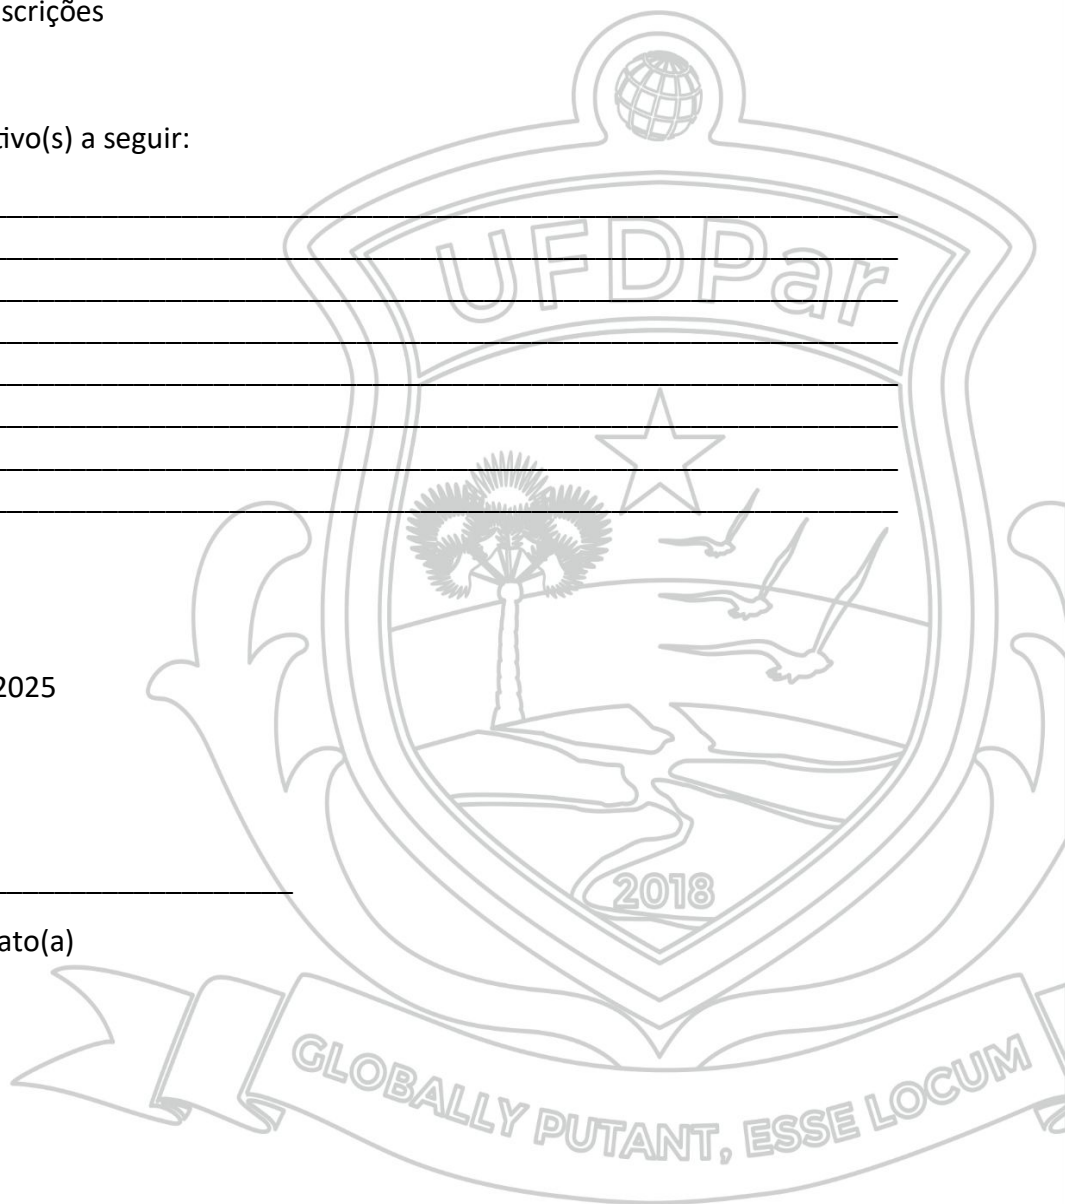 scrições
tivo(s) a seguir:
UFDPar
2025
2018
ato(a)
GLOBALLY PUTANT, ESSE LOCUM